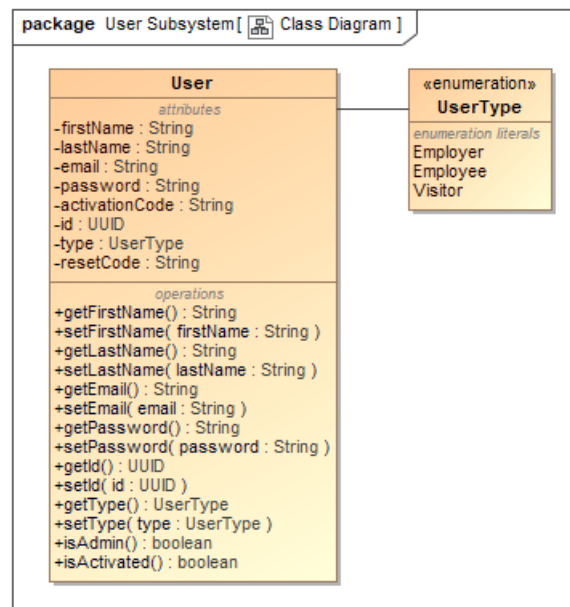 package User Subsystem[ Class Diagram ]
User
attributes
-firstName : String
-lastName : String
-email : String
-password : String
-activationCode : String
-id : UUID
-type : UserType
-resetCode : String
operations
+getFirstName() : String
+setFirstName( firstName : String )
+getLastName() : String
+setLastName( lastName : String )
+getEmail() : String
+setEmail( email : String )
+getPassword() : String
+setPassword( password : String )
+getId() : UUID
+setId( id : UUID )
+getType() : UserType
+setType( type : UserType )
+isAdmin() : boolean
+isActivated() : boolean
«enumeration»
UserType
enumeration literals
Employer
Employee
Visitor